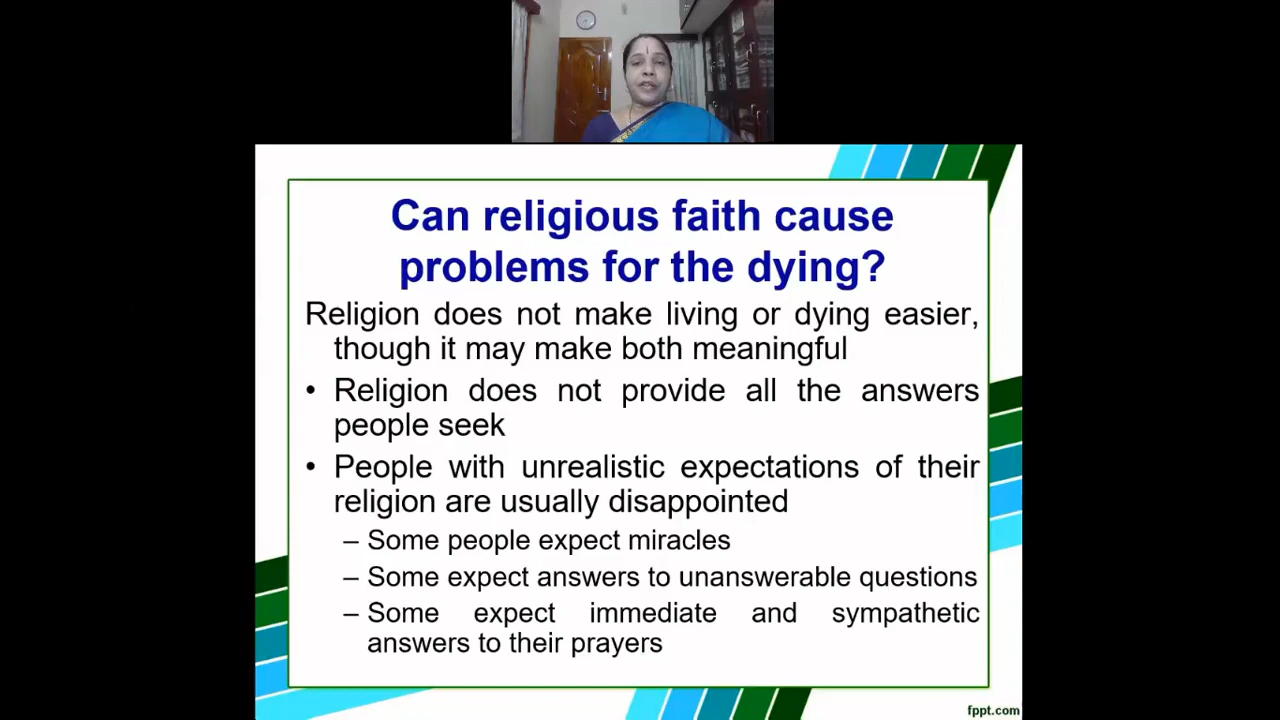 Can religious faith cause
problems for the dying?
Religion does not make living or dying easier,
though it may make both meaningful
• Religion does not provide all the answers
people seek
• People with unrealistic expectations of their
religion are usually disappointed
– Some people expect miracles
– Some expect answers to unanswerable questions
– Some expect immediate and sympathetic
answers to their prayers
fppt.com